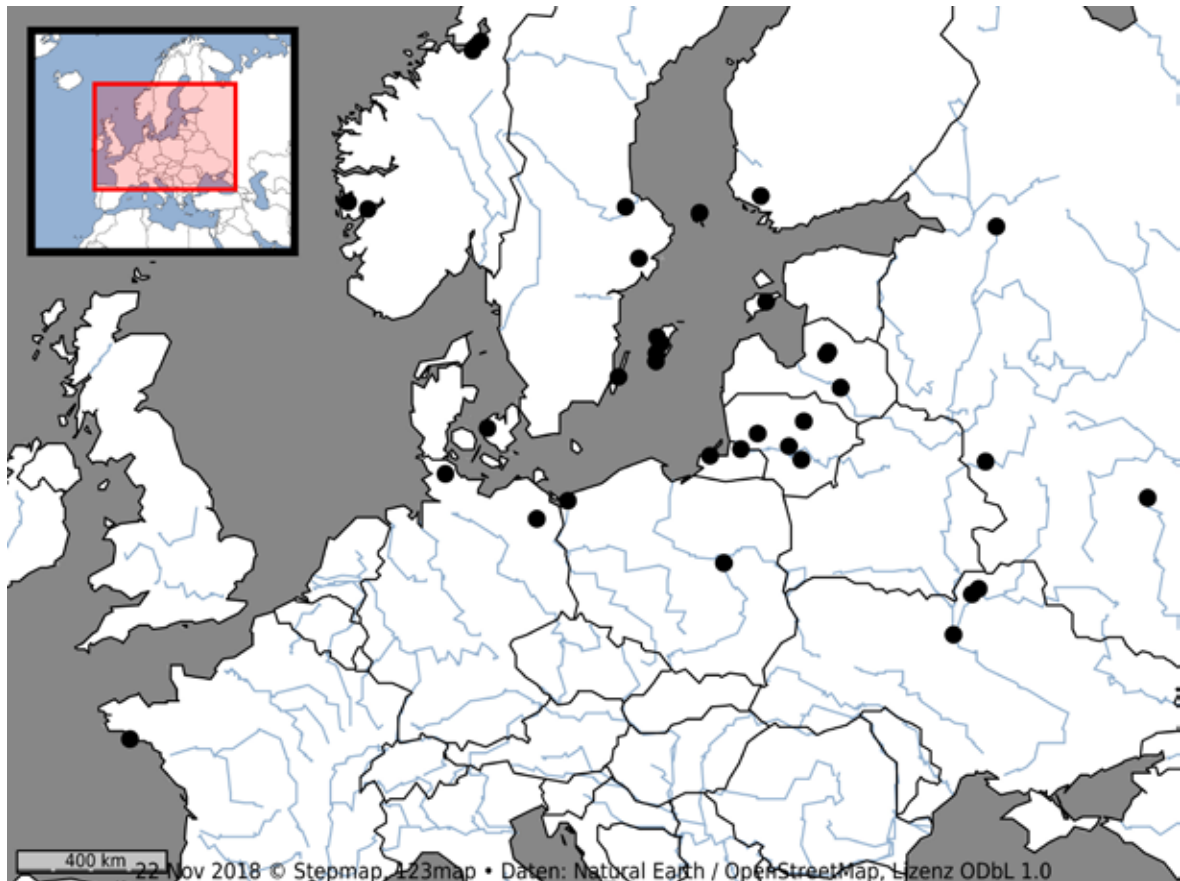 400 km
22 Nov 2018 © Stepmap, 123map • Daten: Natural Earth / OpenStreetMap, Lizenz ODbL 1.0